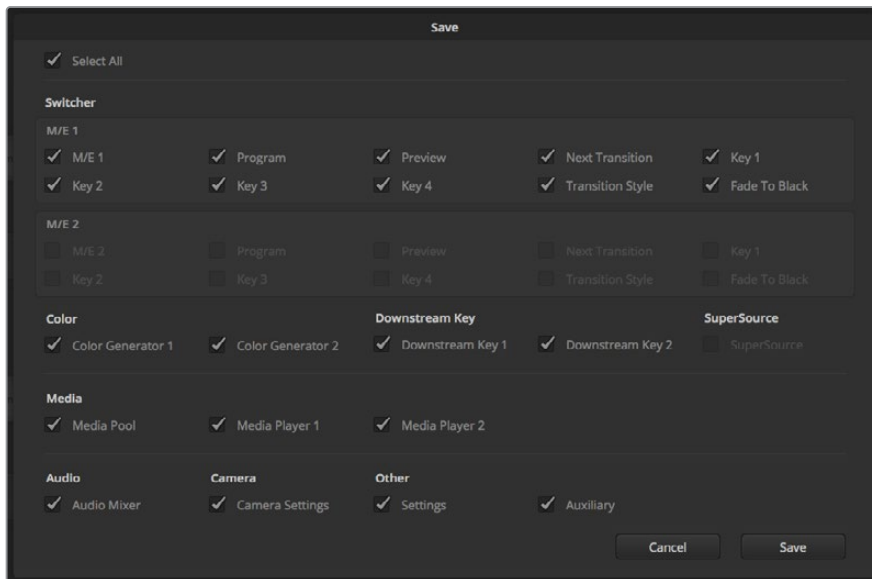 Save
Select All
Switcher
M/E 1
M/E 1 Program Preview Next Transition Key 1
Key 2 Key 3 Key 4 Transition Style Fade To Black
M/E 2
M/E 2 Program Preview Next Transition Key 1
Key 2 Key 3 Key 4 Transition Style Fade To Black
Color Downstream Key SuperSource
Color Generator 1 Color Generator 2 Downstream Key 1 Downstream Key 2 SuperSource
Media
Media Pool Media Player 1 Media Player 2
Audio Camera Other
Audio Mixer Camera Settings Settings Auxiliary
Cancel Save